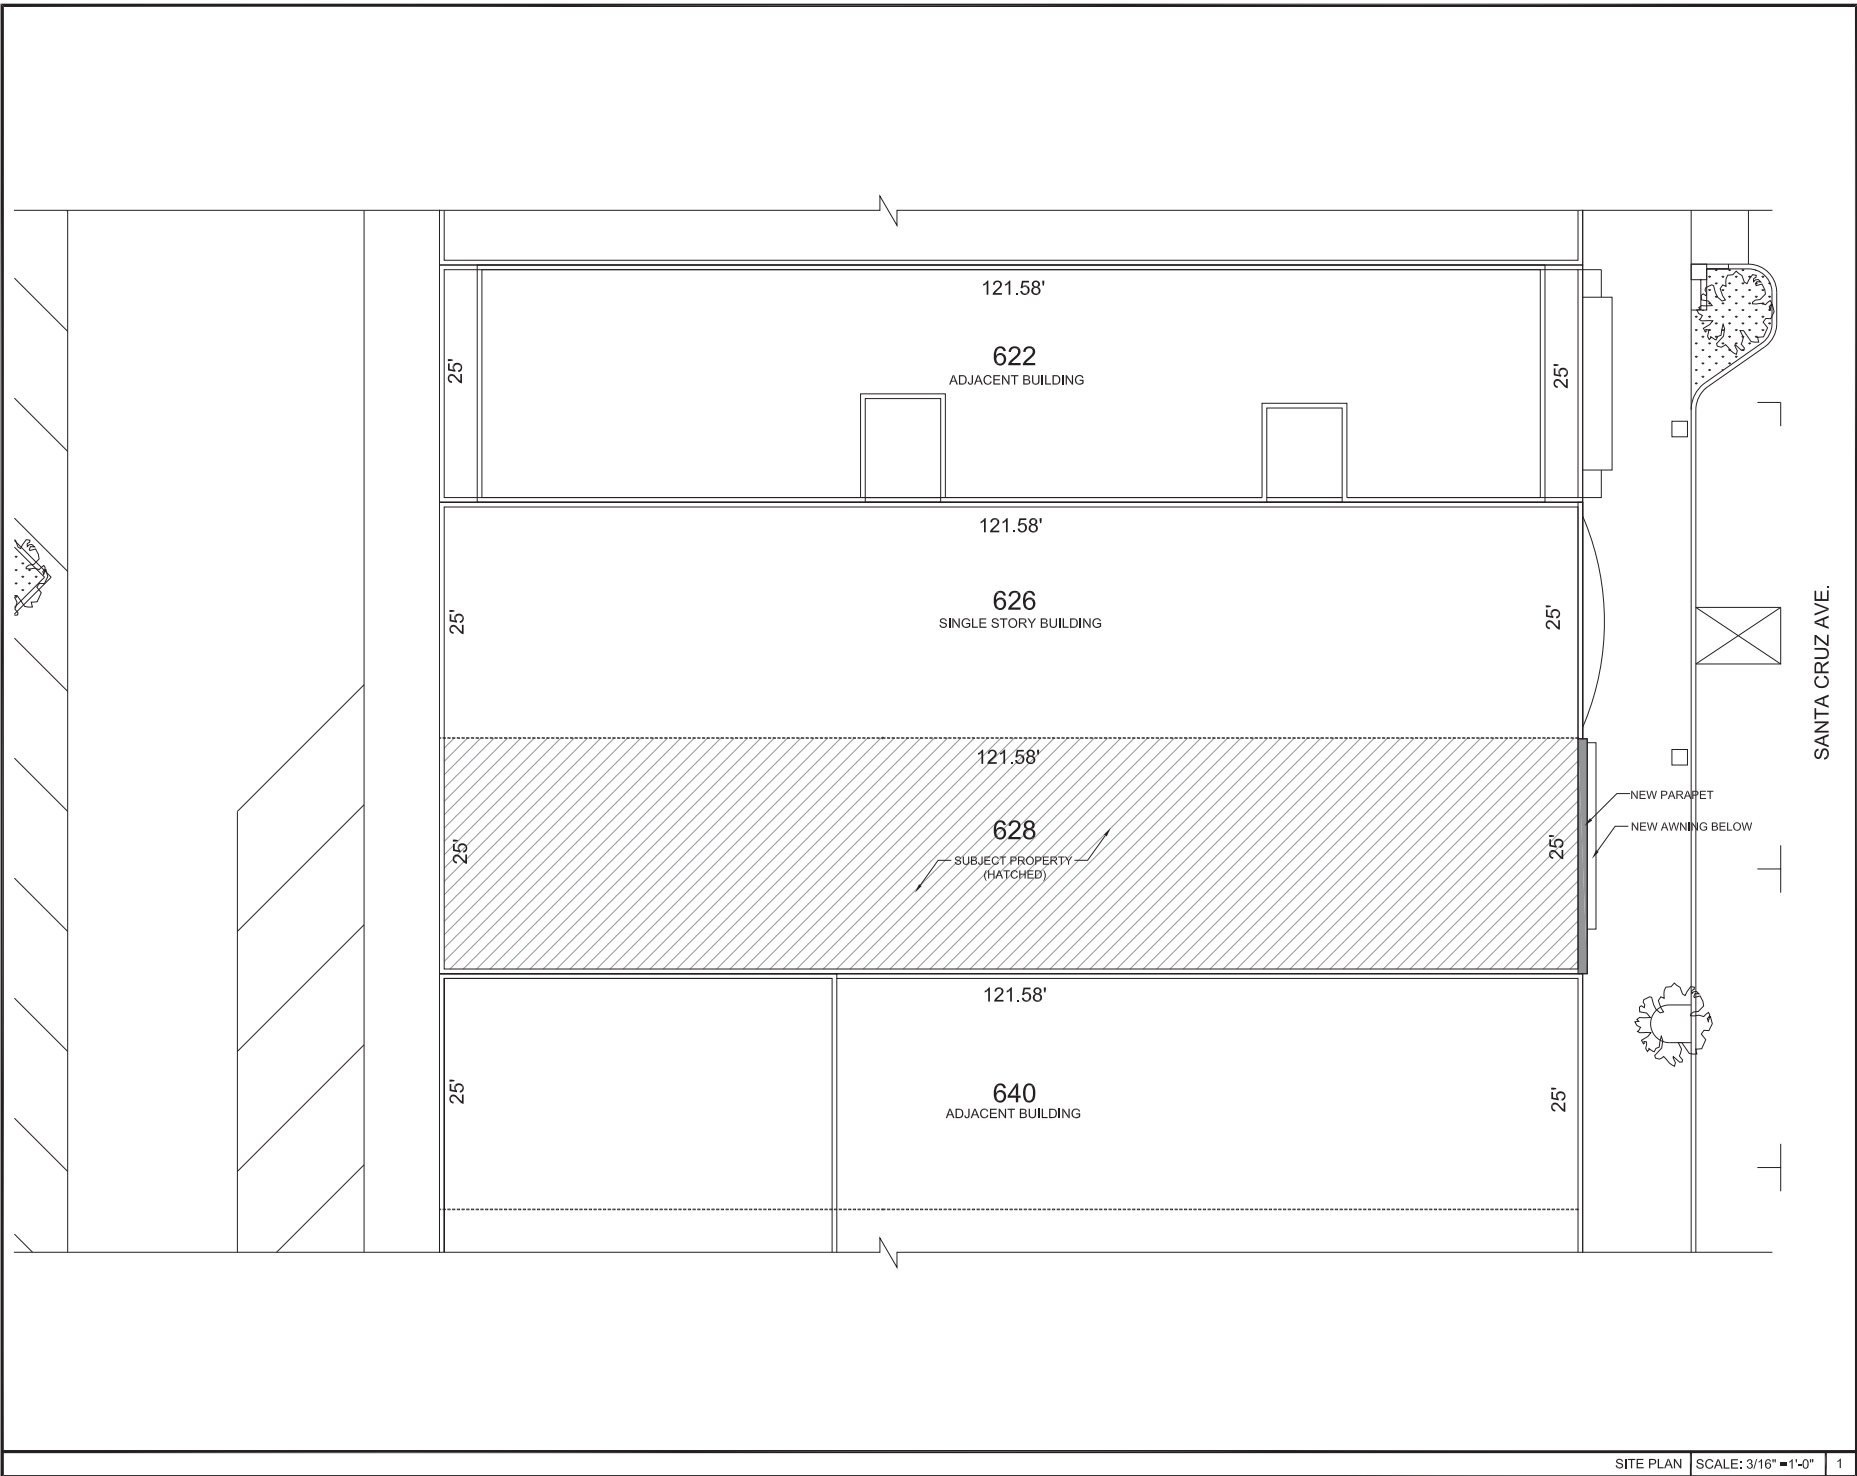 121.58'
622
ADJACENT BUILDING
25'
25'
121.58'
626
SINGLE STORY BUILDING
25'
25'
SANTA CRUZ AVE.
121.58'
628
SUBJECT PROPERTY
(HATCHED)
25'
25'
NEW PARAPET
NEW AWNING BELOW
121.58'
640
ADJACENT BUILDING
25'
25'
SITE PLAN
SCALE: 3/16" =1'-0"
1